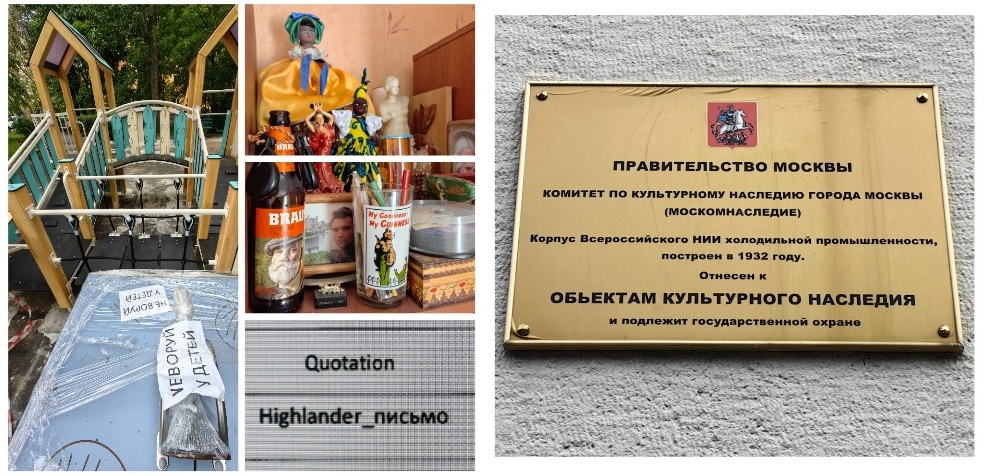 НЕ ВОРУЙ
У ДЕТЕЙ
НЕ ВОРУЙ
У ДЕТЕЙ
BRAU
My Goodness
My GUINNESS
Quotation
Highlander_письмо
ПРАВИТЕЛЬСТВО МОСКВЫ
КОМИТЕТ ПО КУЛЬТУРНОМУ НАСЛЕДИЮ ГОРОДА МОСКВЫ
(МОСКОМНАСЛЕДИЕ)
Корпус Всероссийского НИИ холодильной промышленности,
построен в 1932 году.
Отнесен к
ОБЬЕКТАМ КУЛЬТУРНОГО НАСЛЕДИЯ
и подлежит государственной охране